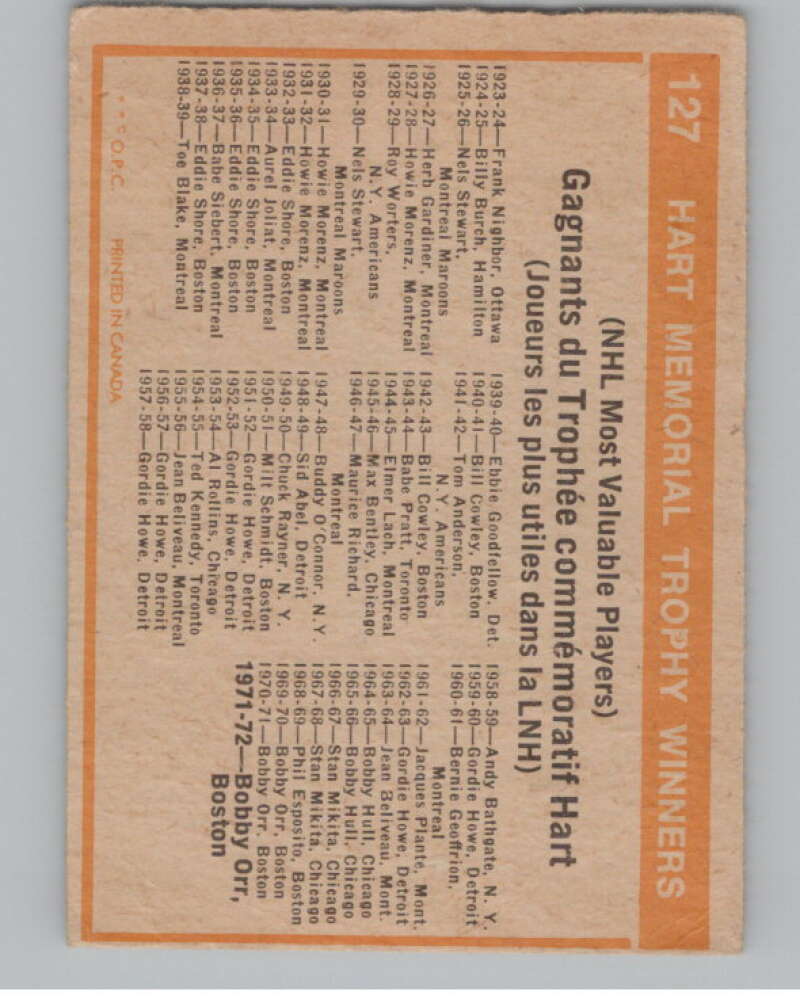 127 HART MEMORIAL TROPHY WINNERS
(NHL Most Valuable Players)
Gagnants du Trophée commémoratif Hart
(Joueurs les plus utiles dans la LNH)
1923-24—Frank Nighbor, Ottawa
1924-25—Billy Burch, Hamilton
1925-26—Nels Stewart,
Montreal Maroons
1926-27—Herb Gardiner, Montreal
1927-28—Howie Morenz, Montreal
1928-29—Roy Worters,
N.Y. Americans
1929-30—Nels Stewart,
Montreal Maroons
1930-31—Howie Morenz, Montreal
1931-32—Howie Morenz, Montreal
1932-33—Eddie Shore, Boston
1933-34—Aurel Joliat, Montreal
1934-35—Eddie Shore, Boston
1935-36—Eddie Shore, Boston
1936-37—Babe Siebert, Montreal
1937-38—Eddie Shore, Boston
1938-39—Toe Blake, Montreal
1939-40—Ebbie Goodfellow, Det.
1940-41—Bill Cowley, Boston
1941-42—Tom Anderson,
N.Y. Americans
1942-43—Bill Cowley, Boston
1943-44—Babe Pratt, Toronto
1944-45—Elmer Lach, Montreal
1945-46—Max Bentley, Chicago
1946-47—Maurice Richard,
Montreal
1947-48—Buddy O'Connor, N.Y.
1948-49—Sid Abel, Detroit
1949-50—Chuck Rayner, N. Y.
1950-51—Milt Schmidt, Boston
1951-52—Gordie Howe, Detroit
1952-53—Gordie Howe, Detroit
1953-54—Al Rollins, Chicago
1954-55—Ted Kennedy, Toronto
1955-56—Jean Beliveau, Montreal
1956-57—Gordie Howe, Detroit
1957-58—Gordie Howe, Detroit
1958-59—Andy Bathgate, N. Y.
1959-60—Gordie Howe, Detroit
1960-61—Bernie Geoffrion,
Montreal
1961-62—Jacques Plante, Mont.
1962-63—Gordie Howe, Detroit
1963-64—Jean Beliveau, Mont.
1964-65—Bobby Hull, Chicago
1965-66—Bobby Hull, Chicago
1966-67—Stan Mikita, Chicago
1967-68—Stan Mikita, Chicago
1968-69—Phil Esposito, Boston
1969-70—Bobby Orr, Boston
1970-71—Bobby Orr, Boston
1971-72—Bobby Orr,
Boston
O.P.C. PRINTED IN CANADA